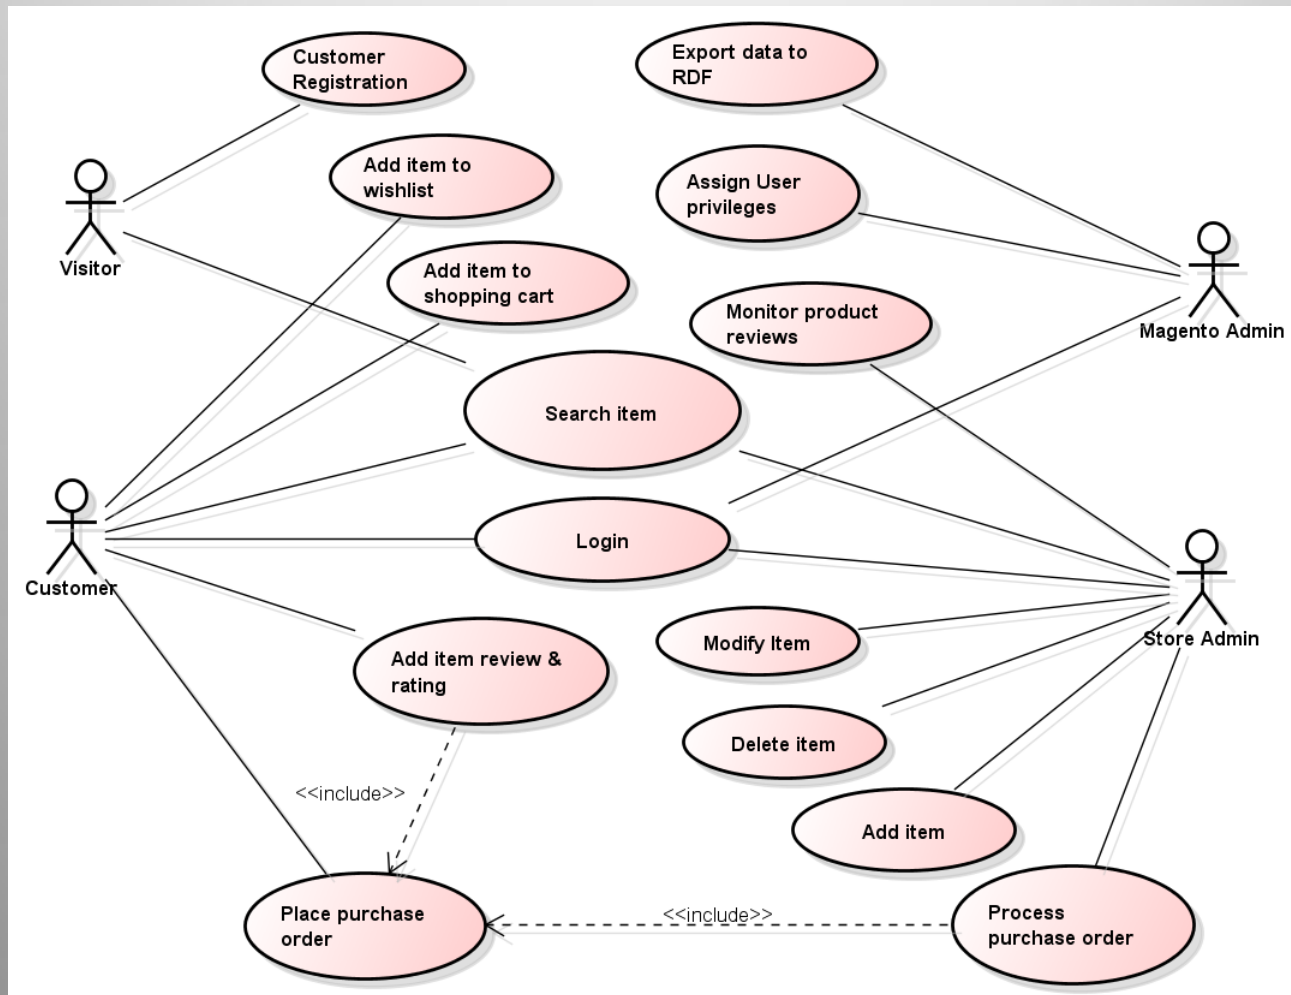 Customer
Registration
Export data to
RDF
Add item to
wishlist
Assign User
privileges
Visitor
Add item to
shopping cart
Monitor product
reviews
Magento Admin
Search item
Login
Customer
Store Admin
Modify Item
Add item review &
rating
Delete item
<<include>>
Add item
Place purchase
order
<<include>>
Process
purchase order